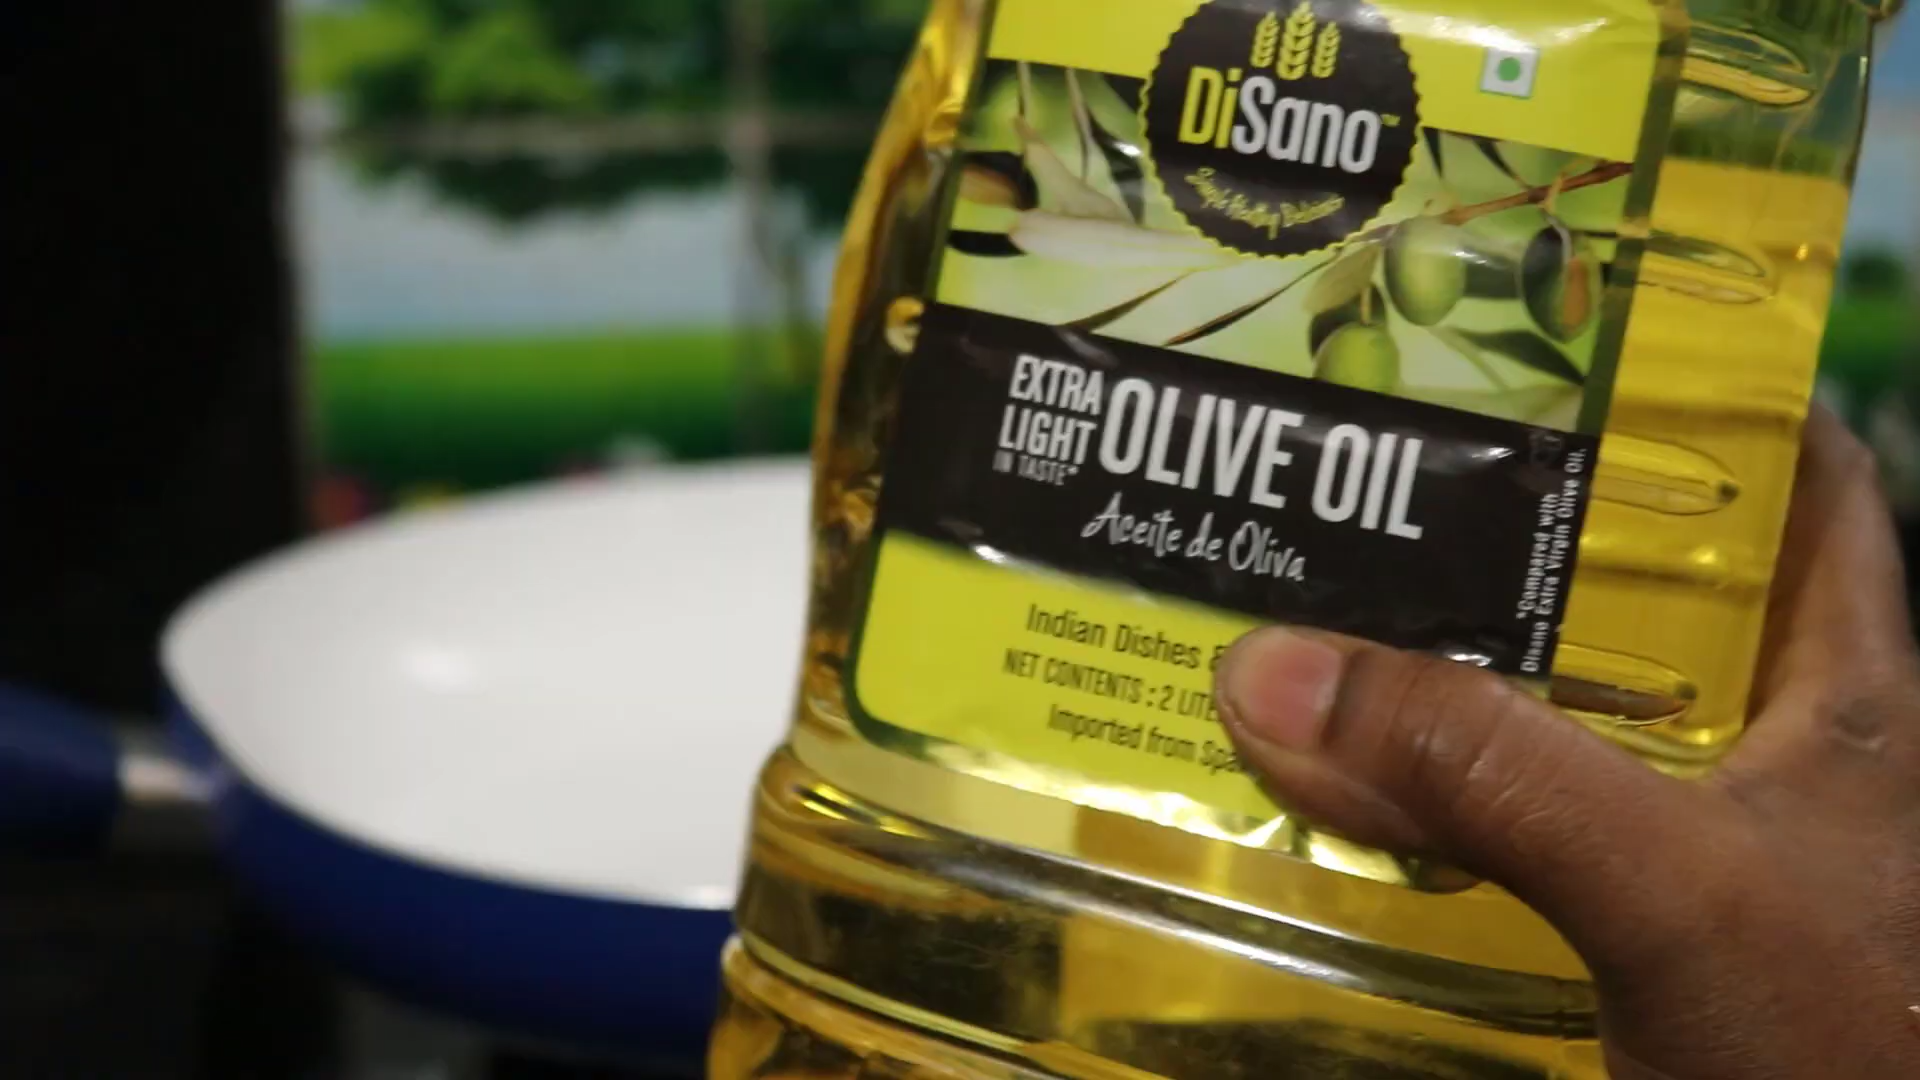 DiSano™
EXTRA
LIGHT
IN TASTE*
OLIVE OIL
Aceite de Oliva
*Compared with
Disano Extra Virgin Olive Oil.
Indian Dishes
NET CONTENTS : 2
Imported from